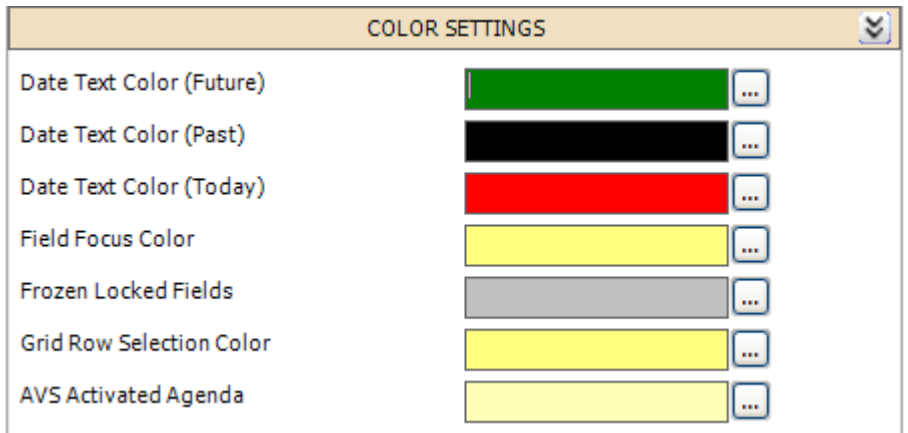 COLOR SETTINGS
Date Text Color (Future)
...
Date Text Color (Past)
...
Date Text Color (Today)
...
Field Focus Color
...
Frozen Locked Fields
...
Grid Row Selection Color
...
AVS Activated Agenda
...